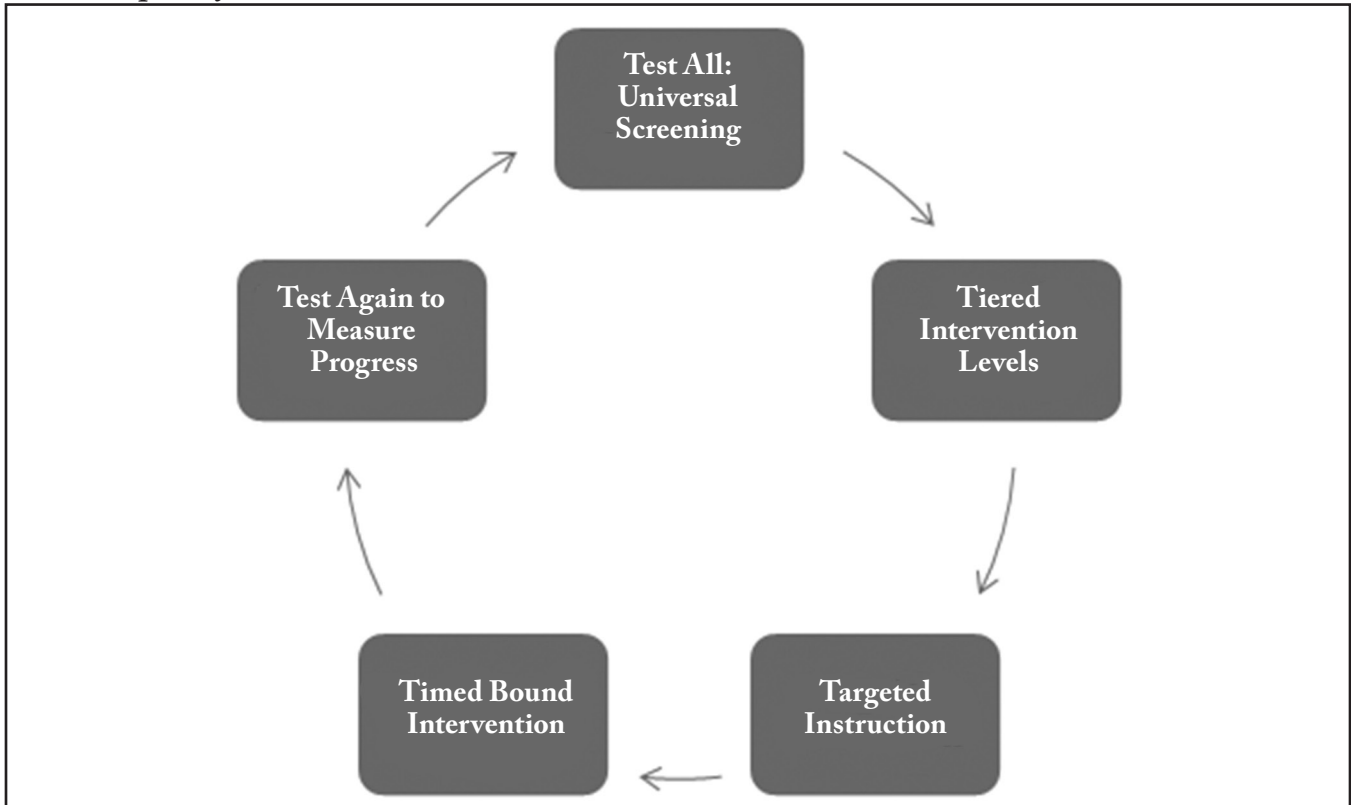 Test All:
Universal
Screening
Tiered
Intervention
Levels
Targeted
Instruction
Timed Bound
Intervention
Test Again to
Measure
Progress